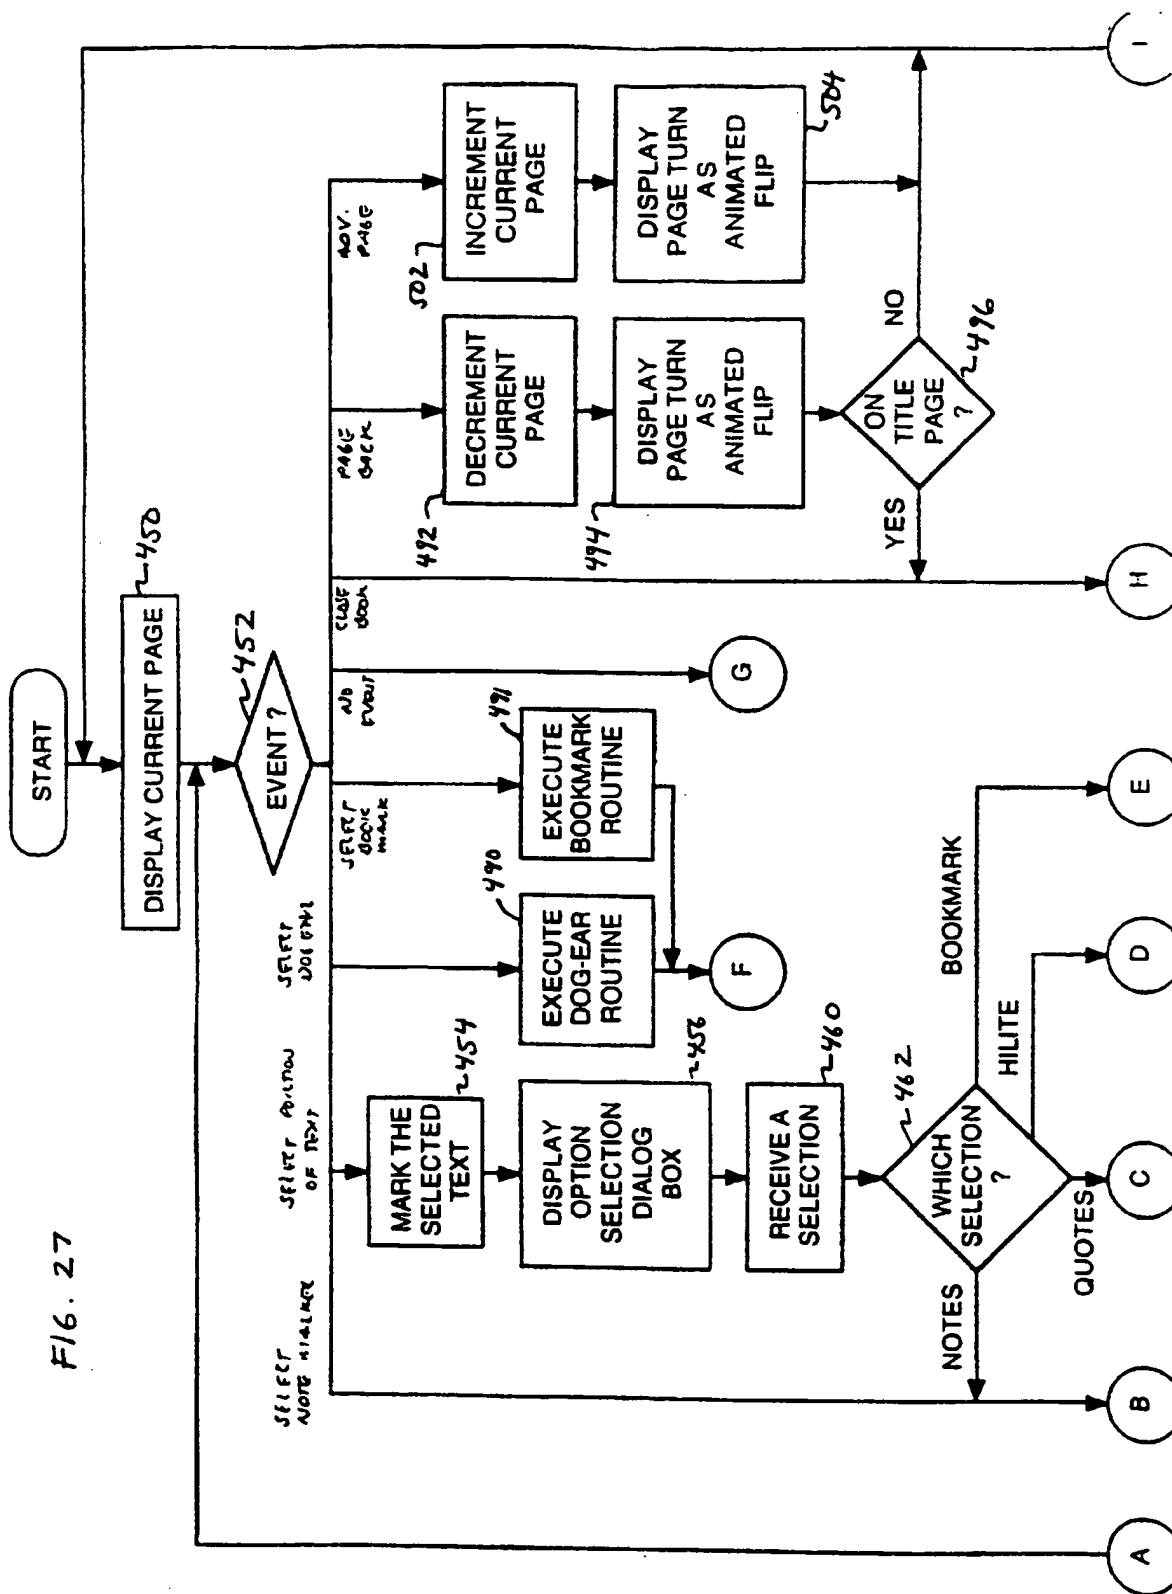 FIG. 27
START
DISPLAY CURRENT PAGE
450
EVENT ?
452
SELECT
NOTE MARKER
SELECT PORTION
OF TEXT
SELECT
DOG EAR
SELECT
BOOK
MARK
NO
EVENT
CLOSE
BOOK
PAGE
BACK
ADV.
PAGE
MARK THE
SELECTED
TEXT
454
DISPLAY
OPTION
SELECTION
DIALOG
BOX
456
RECEIVE A
SELECTION
460
WHICH
SELECTION
?
462
NOTES
QUOTES
HILITE
BOOKMARK
490
EXECUTE
DOG-EAR
ROUTINE
491
EXECUTE
BOOKMARK
ROUTINE
492
DECREMENT
CURRENT
PAGE
494
DISPLAY
PAGE TURN
AS
ANIMATED
FLIP
ON
TITLE
PAGE
?
496
YES
NO
502
INCREMENT
CURRENT
PAGE
DISPLAY
PAGE TURN
AS
ANIMATED
FLIP
504
F
G
A
B
C
D
E
H
I